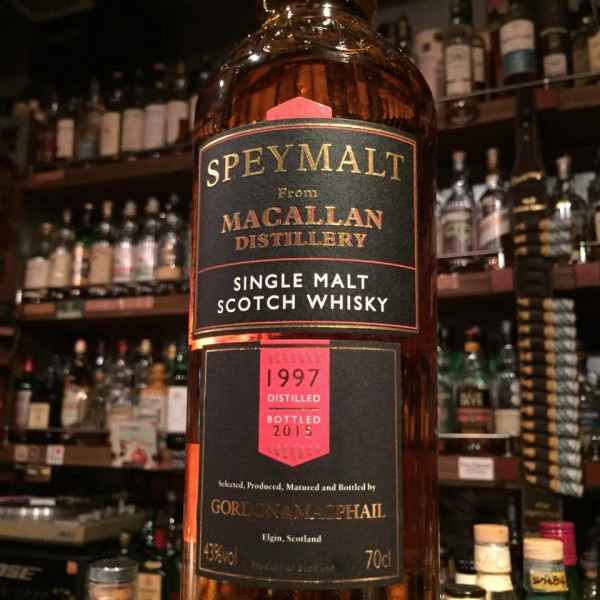 SPEYMALT
From
MACALLAN
DISTILLERY
SINGLE MALT
SCOTCH WHISKY
1997
DISTILLED
BOTTLED
2015
Selected, Produced, Matured and Bottled by
GORDON & MACPHAIL
Elgin, Scotland
43%vol 70cl
Product of Scotland